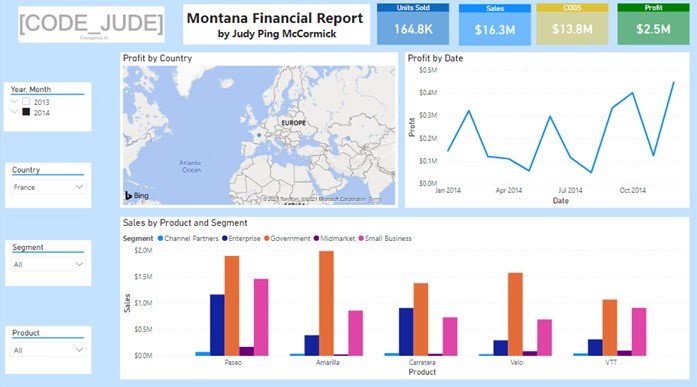 [CODE_JUDE]
Emergency AI
Montana Financial Report
by Judy Ping McCormick
Units Sold
164.8K
Sales
$16.3M
COGS
$13.8M
Profit
$2.5M
Year, Month
2013
2014
Country
France
Segment
All
Product
All
Profit by Country
EUROPE
Atlantic
Ocean
Bing
© 2021 TomTom, ©2021 Microsoft Corporation Terms
Profit by Date
$0.5M
$0.4M
$0.3M
$0.2M
$0.1M
$0.0M
Profit
Jan 2014
Apr 2014
Jul 2014
Oct 2014
Date
Sales by Product and Segment
Segment Channel Partners Enterprise Government Midmarket Small Business
$2.0M
$1.5M
$1.0M
$0.5M
$0.0M
Sales
Paseo
Amarilla
Carretera
Velo
VTT
Product